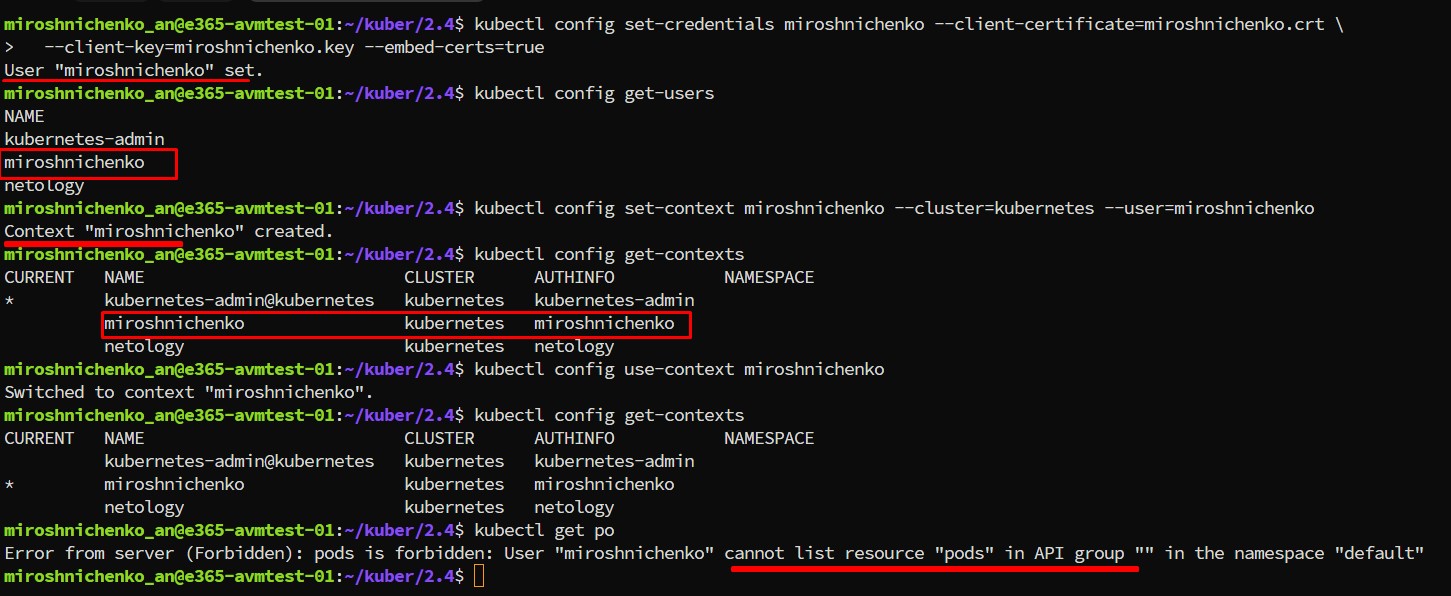 miroshnichenko_an@e365-avmtest-01:~/kuber/2.4$ kubectl config set-credentials miroshnichenko --client-certificate=miroshnichenko.crt \
>   --client-key=miroshnichenko.key --embed-certs=true
User "miroshnichenko" set.
miroshnichenko_an@e365-avmtest-01:~/kuber/2.4$ kubectl config get-users
NAME
kubernetes-admin
miroshnichenko
netology
miroshnichenko_an@e365-avmtest-01:~/kuber/2.4$ kubectl config set-context miroshnichenko --cluster=kubernetes --user=miroshnichenko
Context "miroshnichenko" created.
miroshnichenko_an@e365-avmtest-01:~/kuber/2.4$ kubectl config get-contexts
CURRENT   NAME                          CLUSTER      AUTHINFO           NAMESPACE
*         kubernetes-admin@kubernetes   kubernetes   kubernetes-admin
          miroshnichenko                kubernetes   miroshnichenko
          netology                      kubernetes   netology
miroshnichenko_an@e365-avmtest-01:~/kuber/2.4$ kubectl config use-context miroshnichenko
Switched to context "miroshnichenko".
miroshnichenko_an@e365-avmtest-01:~/kuber/2.4$ kubectl config get-contexts
CURRENT   NAME                          CLUSTER      AUTHINFO           NAMESPACE
          kubernetes-admin@kubernetes   kubernetes   kubernetes-admin
*         miroshnichenko                kubernetes   miroshnichenko
          netology                      kubernetes   netology
miroshnichenko_an@e365-avmtest-01:~/kuber/2.4$ kubectl get po
Error from server (Forbidden): pods is forbidden: User "miroshnichenko" cannot list resource "pods" in API group "" in the namespace "default"
miroshnichenko_an@e365-avmtest-01:~/kuber/2.4$